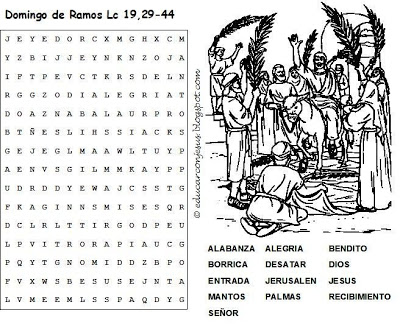 Domingo de Ramos Lc 19,29-44
J E Y E D O R C X M G H X C M
Y Z B I J J E Y N K N Z O J A
I F T P E V C T K R S D E L N
R G G Z O D I A L E G R I A T
D O A Z N A B A L A U R P R O
B T Ñ E S L I H S S I A C K S
G E J E G L M A A W L T U Y P
A E N V S G I L M M K A Y P P
U D R D D Y E W A J C S S T G
F K A G I N N S M I S E S Q R
D C L R L T T I R G O D P E U
L P V I T R O R A P I A U C G
P Q Y T G N O M I D D Z B P O
F V X W S B E S U S E J N T A
L V M E E M L S S P A Q D Y G
© educarconjesus.blogspot.com
ALABANZA ALEGRIA BENDITO
BORRICA DESATAR DIOS
ENTRADA JERUSALEN JESUS
MANTOS PALMAS RECIBIMIENTO
SEÑOR